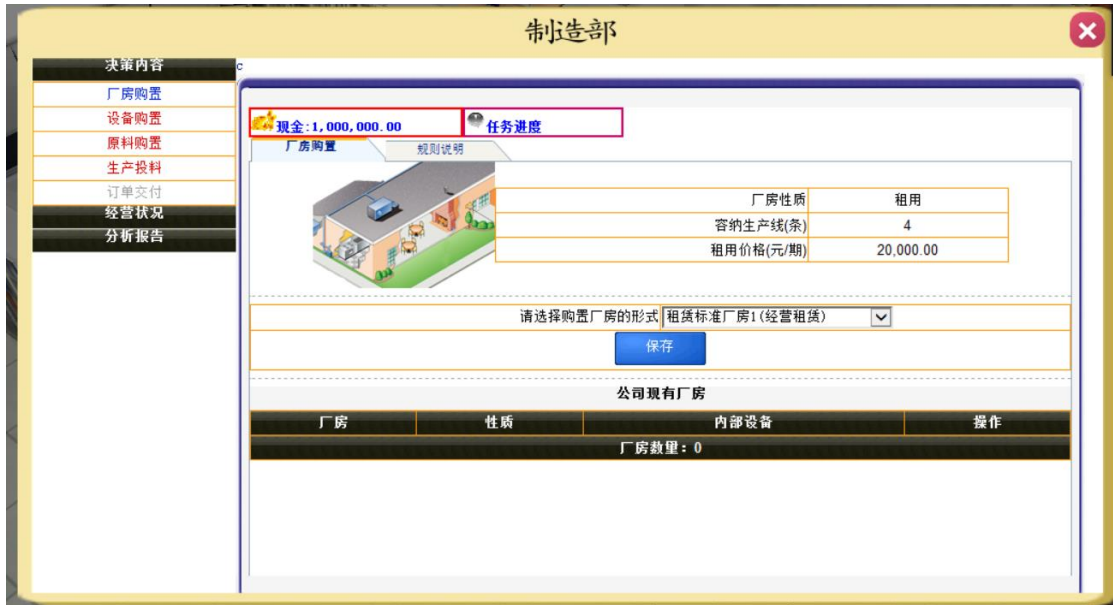 制造部
决策内容
c
厂房购置
设备购置
原料购置
生产投料
订单交付
经营状况
分析报告
现金:1,000,000.00 任务进度
厂房购置 规则说明
厂房性质 租用
容纳生产线(条) 4
租用价格(元/期) 20,000.00
请选择购置厂房的形式 租赁标准厂房1(经营租赁)
保存
公司现有厂房
厂房 性质 内部设备 操作
厂房数量：0